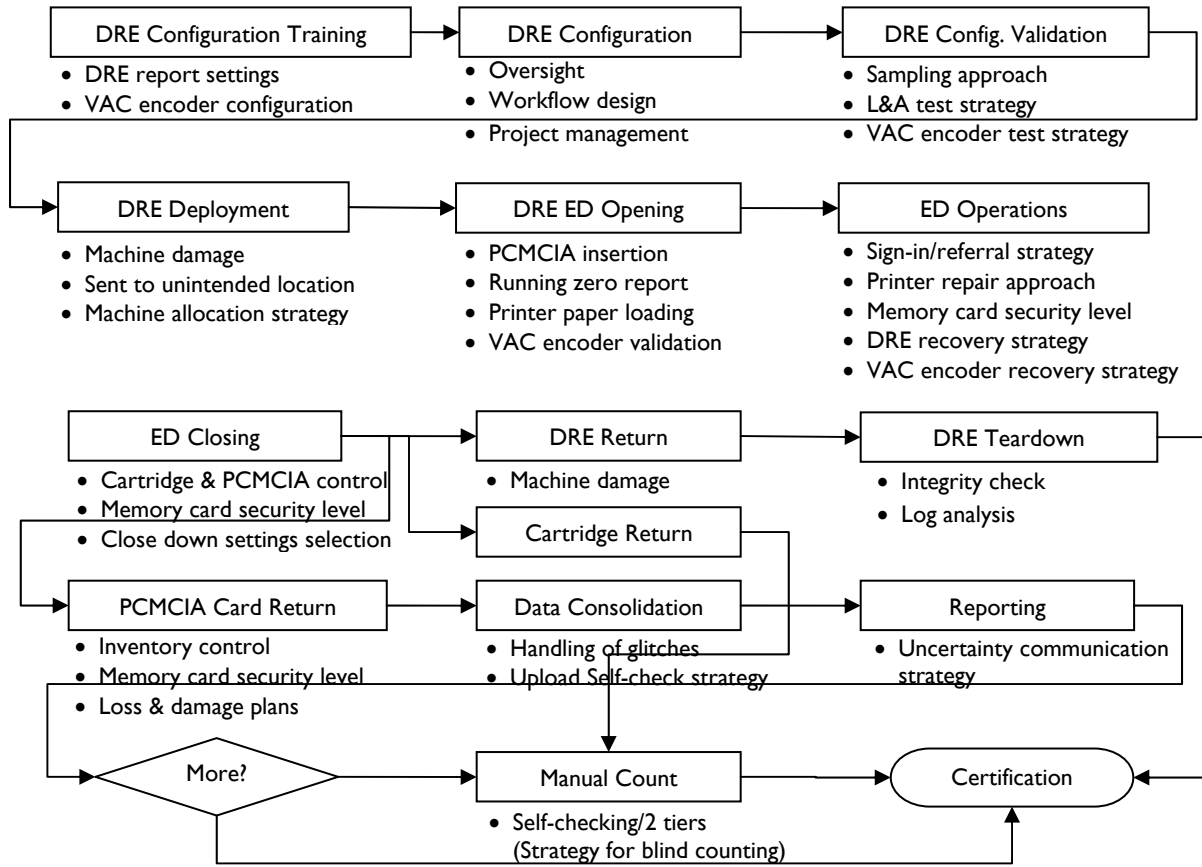 DRE Configuration Training
• DRE report settings
• VAC encoder configuration
DRE Configuration
• Oversight
• Workflow design
• Project management
DRE Config. Validation
• Sampling approach
• L&A test strategy
• VAC encoder test strategy
DRE Deployment
• Machine damage
• Sent to unintended location
• Machine allocation strategy
DRE ED Opening
• PCMCIA insertion
• Running zero report
• Printer paper loading
• VAC encoder validation
ED Operations
• Sign-in/referral strategy
• Printer repair approach
• Memory card security level
• DRE recovery strategy
• VAC encoder recovery strategy
ED Closing
• Cartridge & PCMCIA control
• Memory card security level
• Close down settings selection
DRE Return
• Machine damage
Cartridge Return
DRE Teardown
• Integrity check
• Log analysis
PCMCIA Card Return
• Inventory control
• Memory card security level
• Loss & damage plans
Data Consolidation
• Handling of glitches
• Upload Self-check strategy
Reporting
• Uncertainty communication
strategy
More?
Manual Count
• Self-checking/2 tiers
(Strategy for blind counting)
Certification